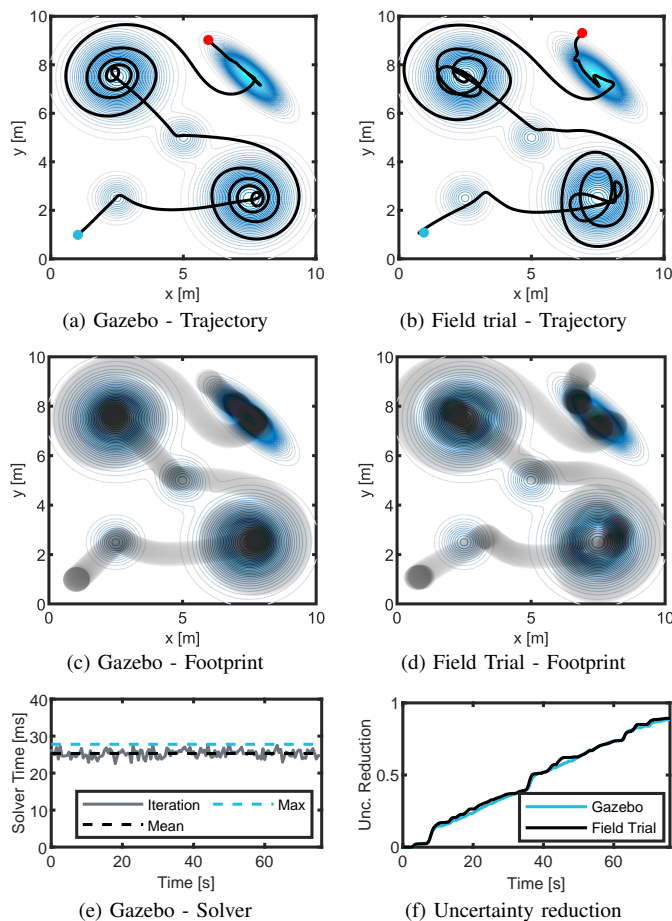 10
8
6
4
2
0
y [m]
0 5 10
x [m]
(a) Gazebo - Trajectory
10
8
6
4
2
0
y [m]
0 5 10
x [m]
(b) Field trial - Trajectory
10
8
6
4
2
0
y [m]
0 5 10
x [m]
(c) Gazebo - Footprint
10
8
6
4
2
0
y [m]
0 5 10
x [m]
(d) Field Trial - Footprint
40
30
20
10
0
Solver Time [ms]
Iteration Max
Mean
0 20 40 60
Time [s]
(e) Gazebo - Solver
1
0.5
0
Unc. Reduction
Gazebo
Field Trial
0 20 40 60
Time [s]
(f) Uncertainty reduction